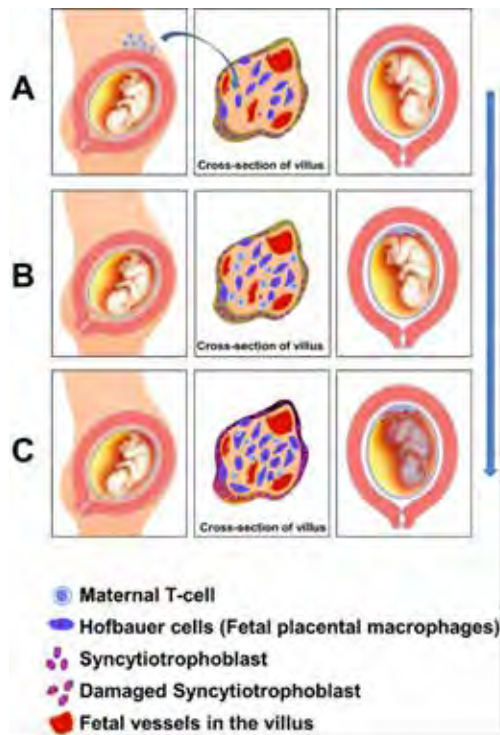 A
Cross-section of villus
B
Cross-section of villus
C
Cross-section of villus
Maternal T-cell
Hofbauer cells (Fetal placental macrophages)
Syncytiotrophoblast
Damaged Syncytiotrophoblast
Fetal vessels in the villus